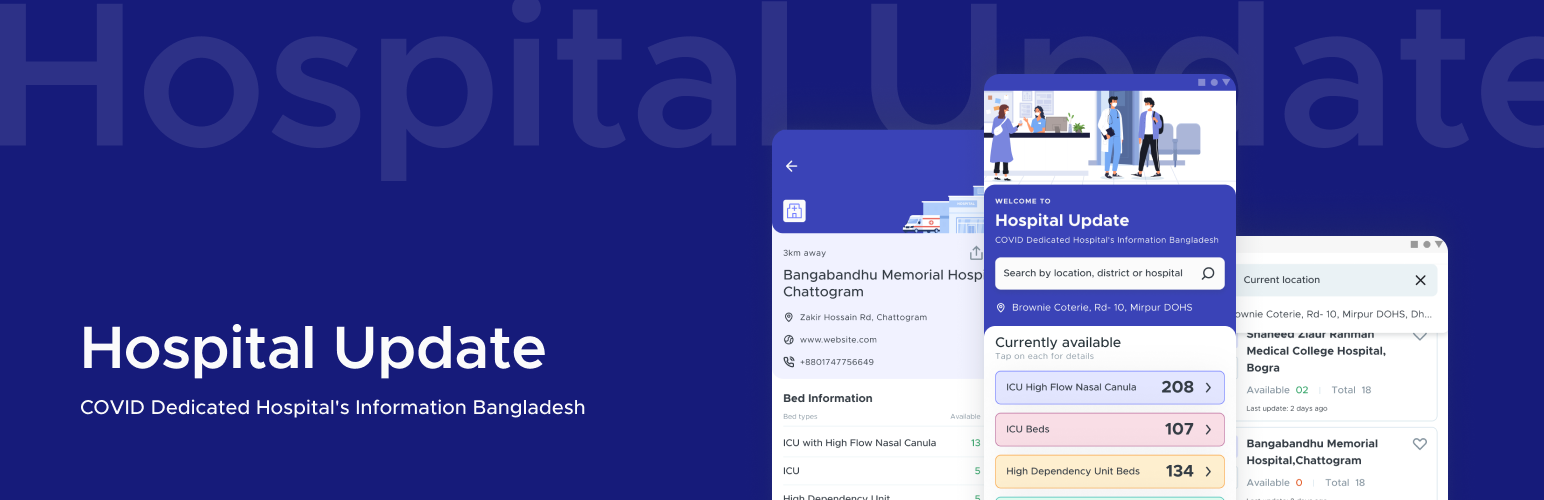 Hospital Update
Hospital Update
COVID Dedicated Hospital's Information Bangladesh
3km away
Bangabandhu Memorial Hosp
Chattogram
Zakir Hossain Rd, Chattogram
www.website.com
+8801747756649
Bed Information
Bed types Available
ICU with High Flow Nasal Canula 13
ICU 5
High Dependency Unit 5
HOSPITAL
WELCOME TO
Hospital Update
COVID Dedicated Hospital's Information Bangladesh
Search by location, district or hospital
Brownie Coterie, Rd- 10, Mirpur DOHS
Currently available
Tap on each for details
ICU High Flow Nasal Canula 208
ICU Beds 107
High Dependency Unit Beds 134
Current location
ownie Coterie, Rd- 10, Mirpur DOHS, Dh...
Shaheed Ziaur Rahman
Medical College Hospital,
Bogra
Available 02 Total 18
Last update: 2 days ago
Bangabandhu Memorial
Hospital,Chattogram
Available 0 Total 18